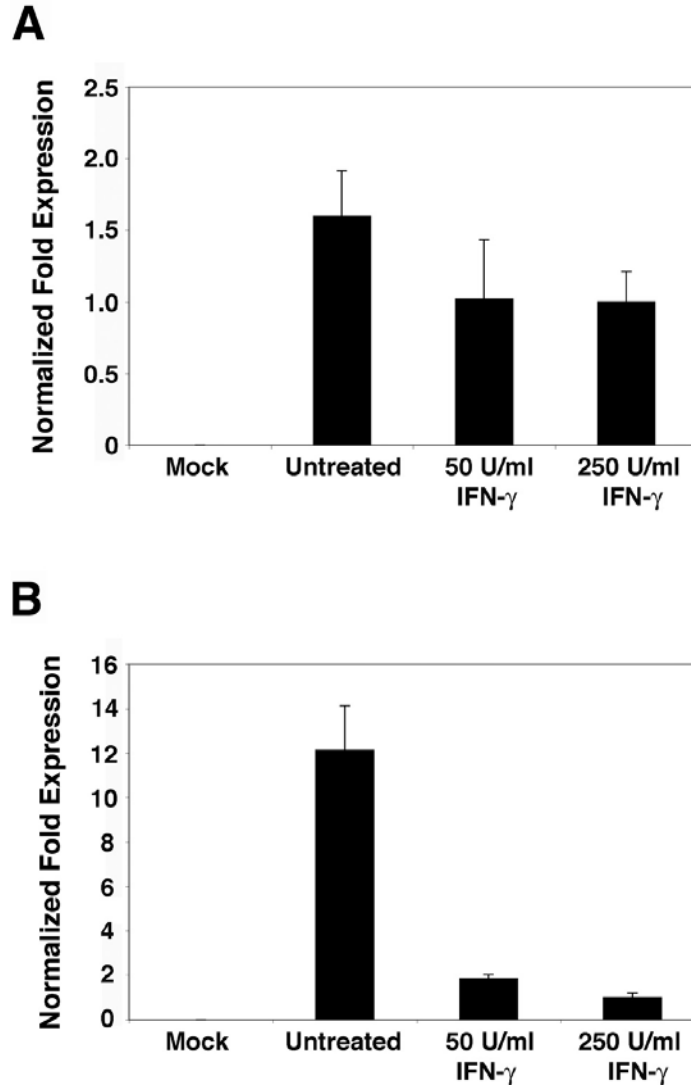 A
Normalized Fold Expression
2.5
2.0
1.5
1.0
0.5
0
Mock Untreated 50 U/ml 250 U/ml
IFN-γ IFN-γ
B
Normalized Fold Expression
16
14
12
10
8
6
4
2
0
Mock Untreated 50 U/ml 250 U/ml
IFN-γ IFN-γ